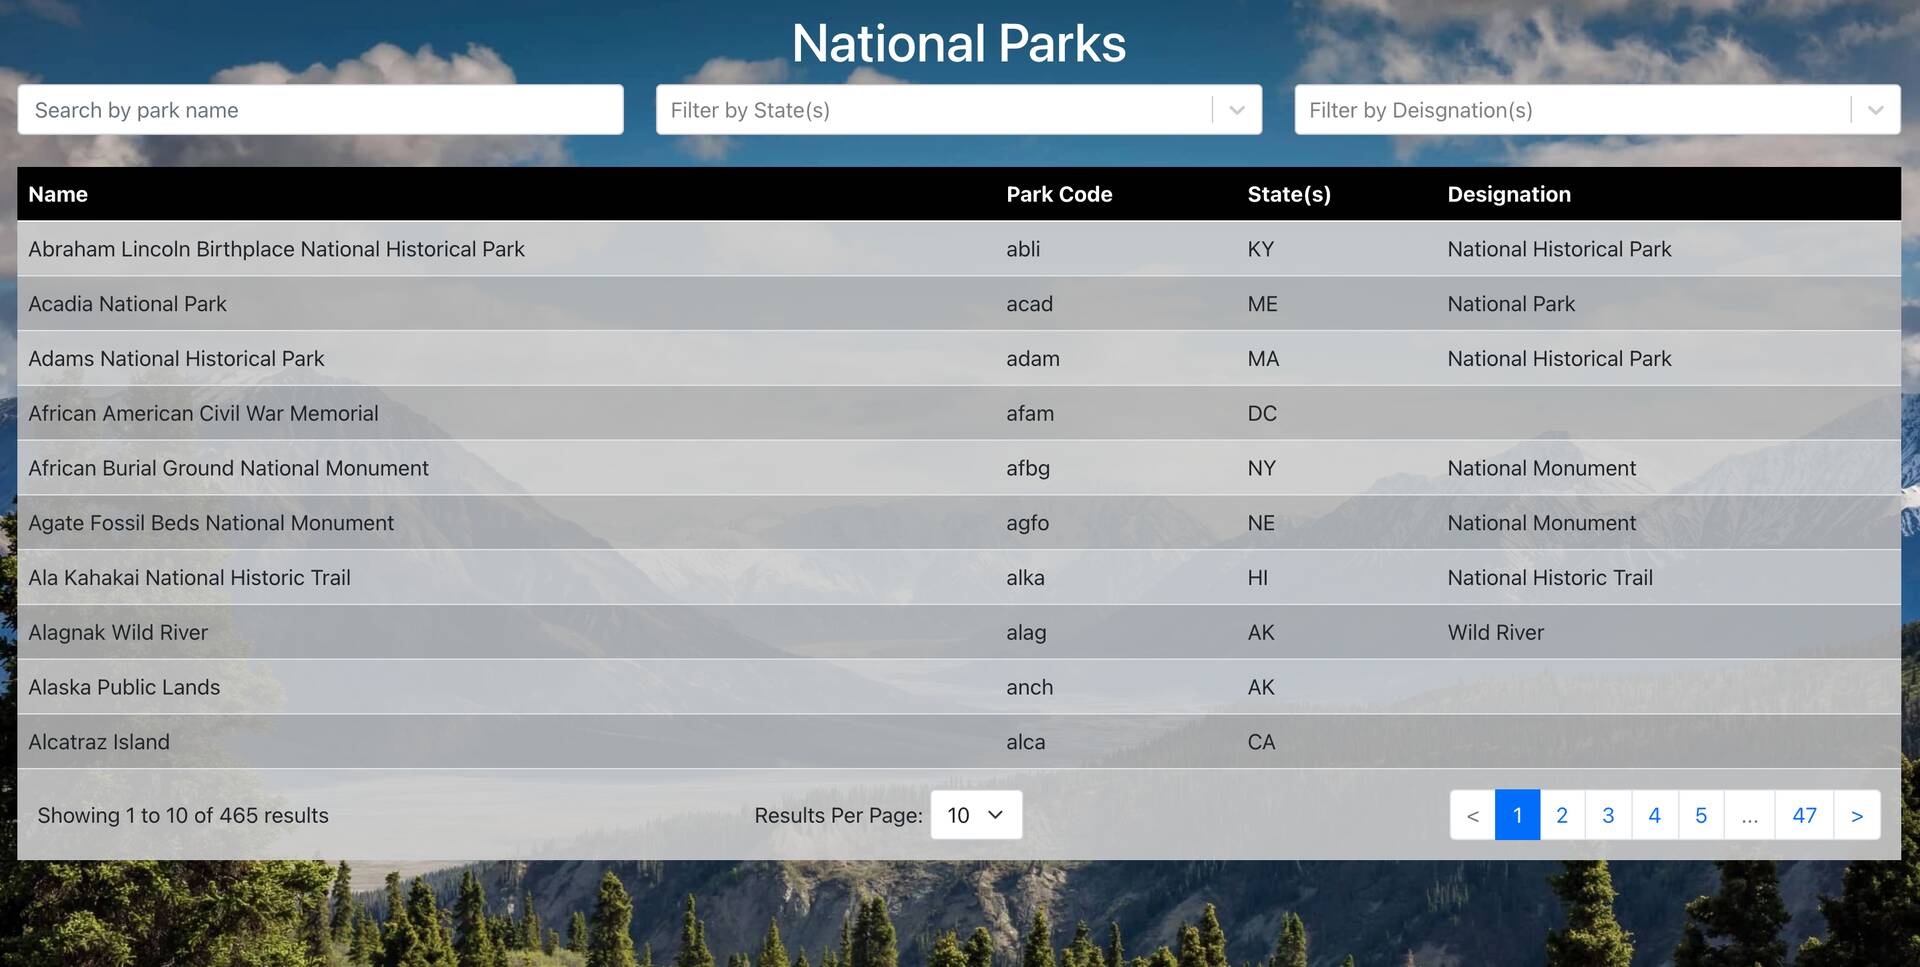 National Parks
Search by park name
Filter by State(s)
Filter by Deisgnation(s)
Name Park Code State(s) Designation
Abraham Lincoln Birthplace National Historical Park abli KY National Historical Park
Acadia National Park acad ME National Park
Adams National Historical Park adam MA National Historical Park
African American Civil War Memorial afam DC
African Burial Ground National Monument afbg NY National Monument
Agate Fossil Beds National Monument agfo NE National Monument
Ala Kahakai National Historic Trail alka HI National Historic Trail
Alagnak Wild River alag AK Wild River
Alaska Public Lands anch AK
Alcatraz Island alca CA
Showing 1 to 10 of 465 results Results Per Page: 10 < 1 2 3 4 5 ... 47 >